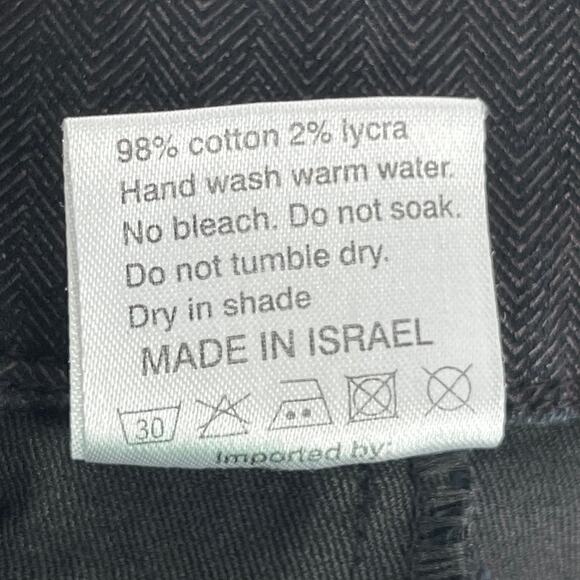 98% cotton 2% lycra
Hand wash warm water.
No bleach. Do not soak.
Do not tumble dry.
Dry in shade
MADE IN ISRAEL
30
Imported by: